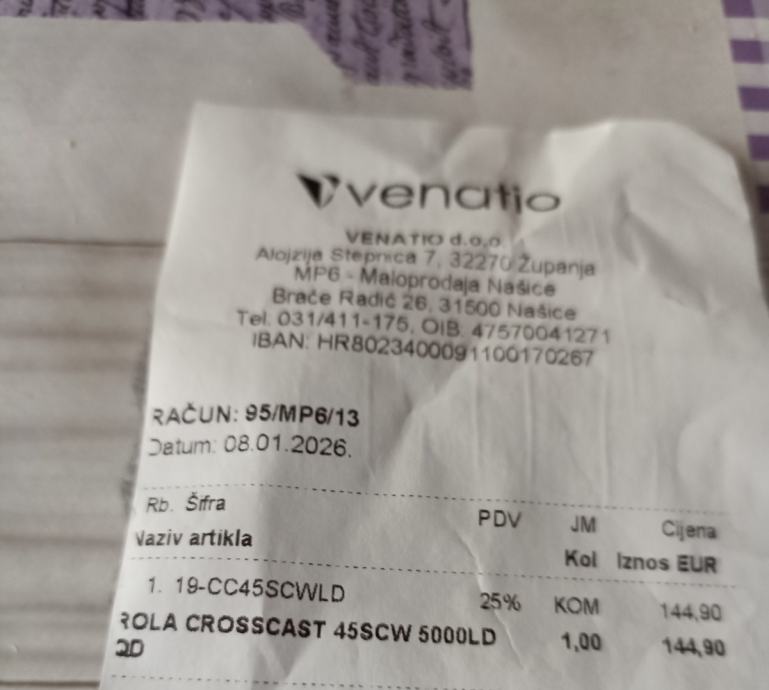 venatio
VENATIO d.o.o.
Alojzija Stepnica 7, 32270 Županja
MP6 - Maloprodaja Našice
Braće Radić 26, 31500 Našice
Tel. 031/411-175, OIB: 47570041271
IBAN: HR8023400091100170267
RAČUN: 95/MP6/13
Datum: 08.01.2026.
Rb. Šifra PDV JM Cijena
Naziv artikla Kol Iznos EUR
1. 19-CC45SCWLD 25% KOM 144,90
ROLA CROSSCAST 45SCW 5000LD 1,00 144,90
QD